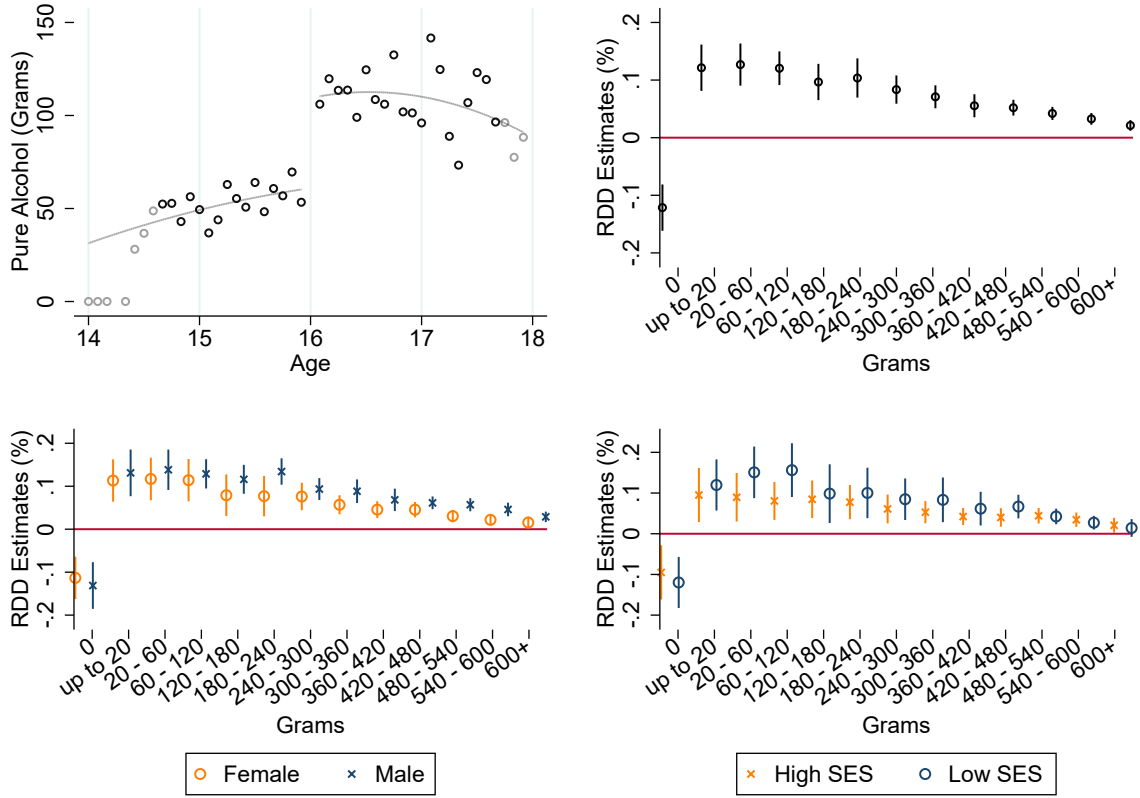 Pure Alcohol (Grams)
150
100
50
0
14 15 16 17 18
Age
RDD Estimates (%)
.2
.1
0
-.1
-.2
0
up to 20
20 - 60
60 - 120
120 - 180
180 - 240
240 - 300
300 - 360
360 - 420
420 - 480
480 - 540
540 - 600
600+
Grams
RDD Estimates (%)
.2
.1
0
-.1
-.2
0
up to 20
20 - 60
60 - 120
120 - 180
180 - 240
240 - 300
300 - 360
360 - 420
420 - 480
480 - 540
540 - 600
600+
Grams
Female Male
RDD Estimates (%)
.2
.1
0
-.1
-.2
0
up to 20
20 - 60
60 - 120
120 - 180
180 - 240
240 - 300
300 - 360
360 - 420
420 - 480
480 - 540
540 - 600
600+
Grams
High SES Low SES